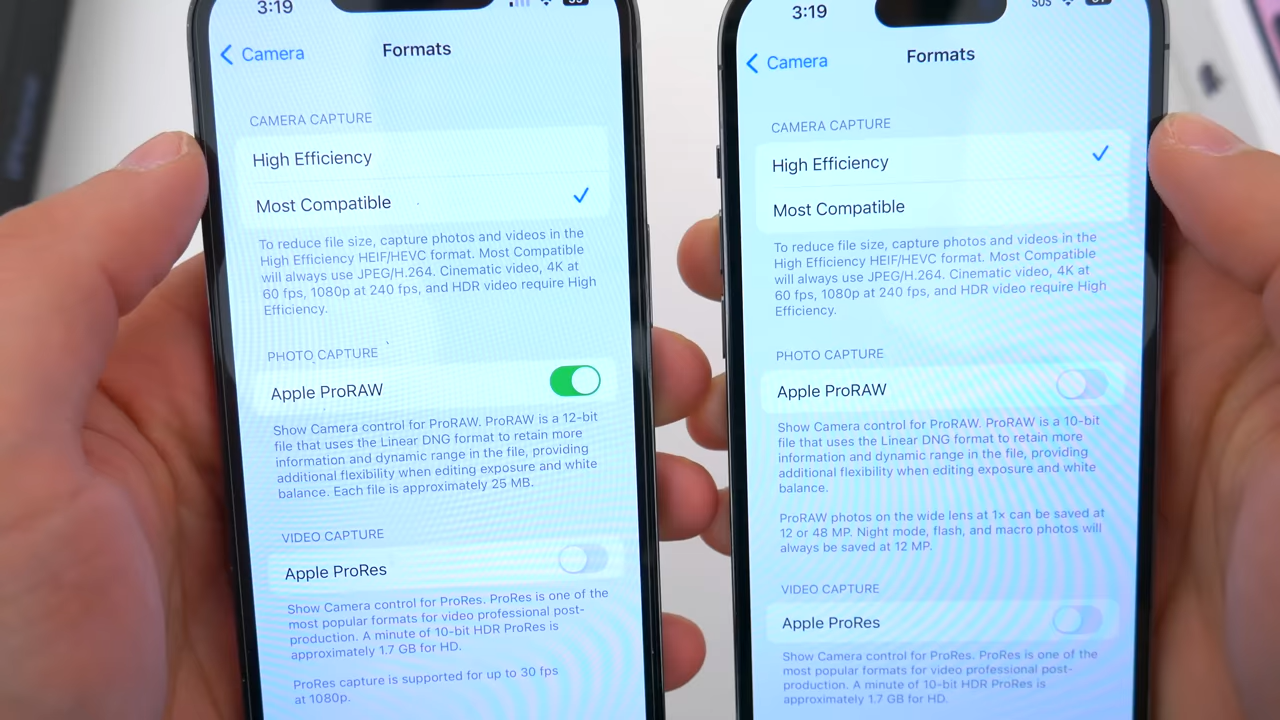 3:19
Camera
Formats
CAMERA CAPTURE
High Efficiency
Most Compatible
To reduce file size, capture photos and videos in the
High Efficiency HEIF/HEVC format. Most Compatible
will always use JPEG/H.264. Cinematic video, 4K at
60 fps, 1080p at 240 fps, and HDR video require High
Efficiency.
PHOTO CAPTURE
Apple ProRAW
Show Camera control for ProRAW. ProRAW is a 12-bit
file that uses the Linear DNG format to retain more
information and dynamic range in the file, providing
additional flexibility when editing exposure and white
balance. Each file is approximately 25 MB.
VIDEO CAPTURE
Apple ProRes
Show Camera control for ProRes. ProRes is one of the
most popular formats for video professional post-
production. A minute of 10-bit HDR ProRes is
approximately 1.7 GB for HD.
ProRes capture is supported for up to 30 fps
at 1080p.
3:19
SOS
Camera
Formats
CAMERA CAPTURE
High Efficiency
Most Compatible
To reduce file size, capture photos and videos in the
High Efficiency HEIF/HEVC format. Most Compatible
will always use JPEG/H.264. Cinematic video, 4K at
60 fps, 1080p at 240 fps, and HDR video require High
Efficiency.
PHOTO CAPTURE
Apple ProRAW
Show Camera control for ProRAW. ProRAW is a 10-bit
file that uses the Linear DNG format to retain more
information and dynamic range in the file, providing
additional flexibility when editing exposure and white
balance.
ProRAW photos on the wide lens at 1x can be saved at
12 or 48 MP. Night mode, flash, and macro photos will
always be saved at 12 MP.
VIDEO CAPTURE
Apple ProRes
Show Camera control for ProRes. ProRes is one of the
most popular formats for video professional post-
production. A minute of 10-bit HDR ProRes is
approximately 1.7 GB for HD.